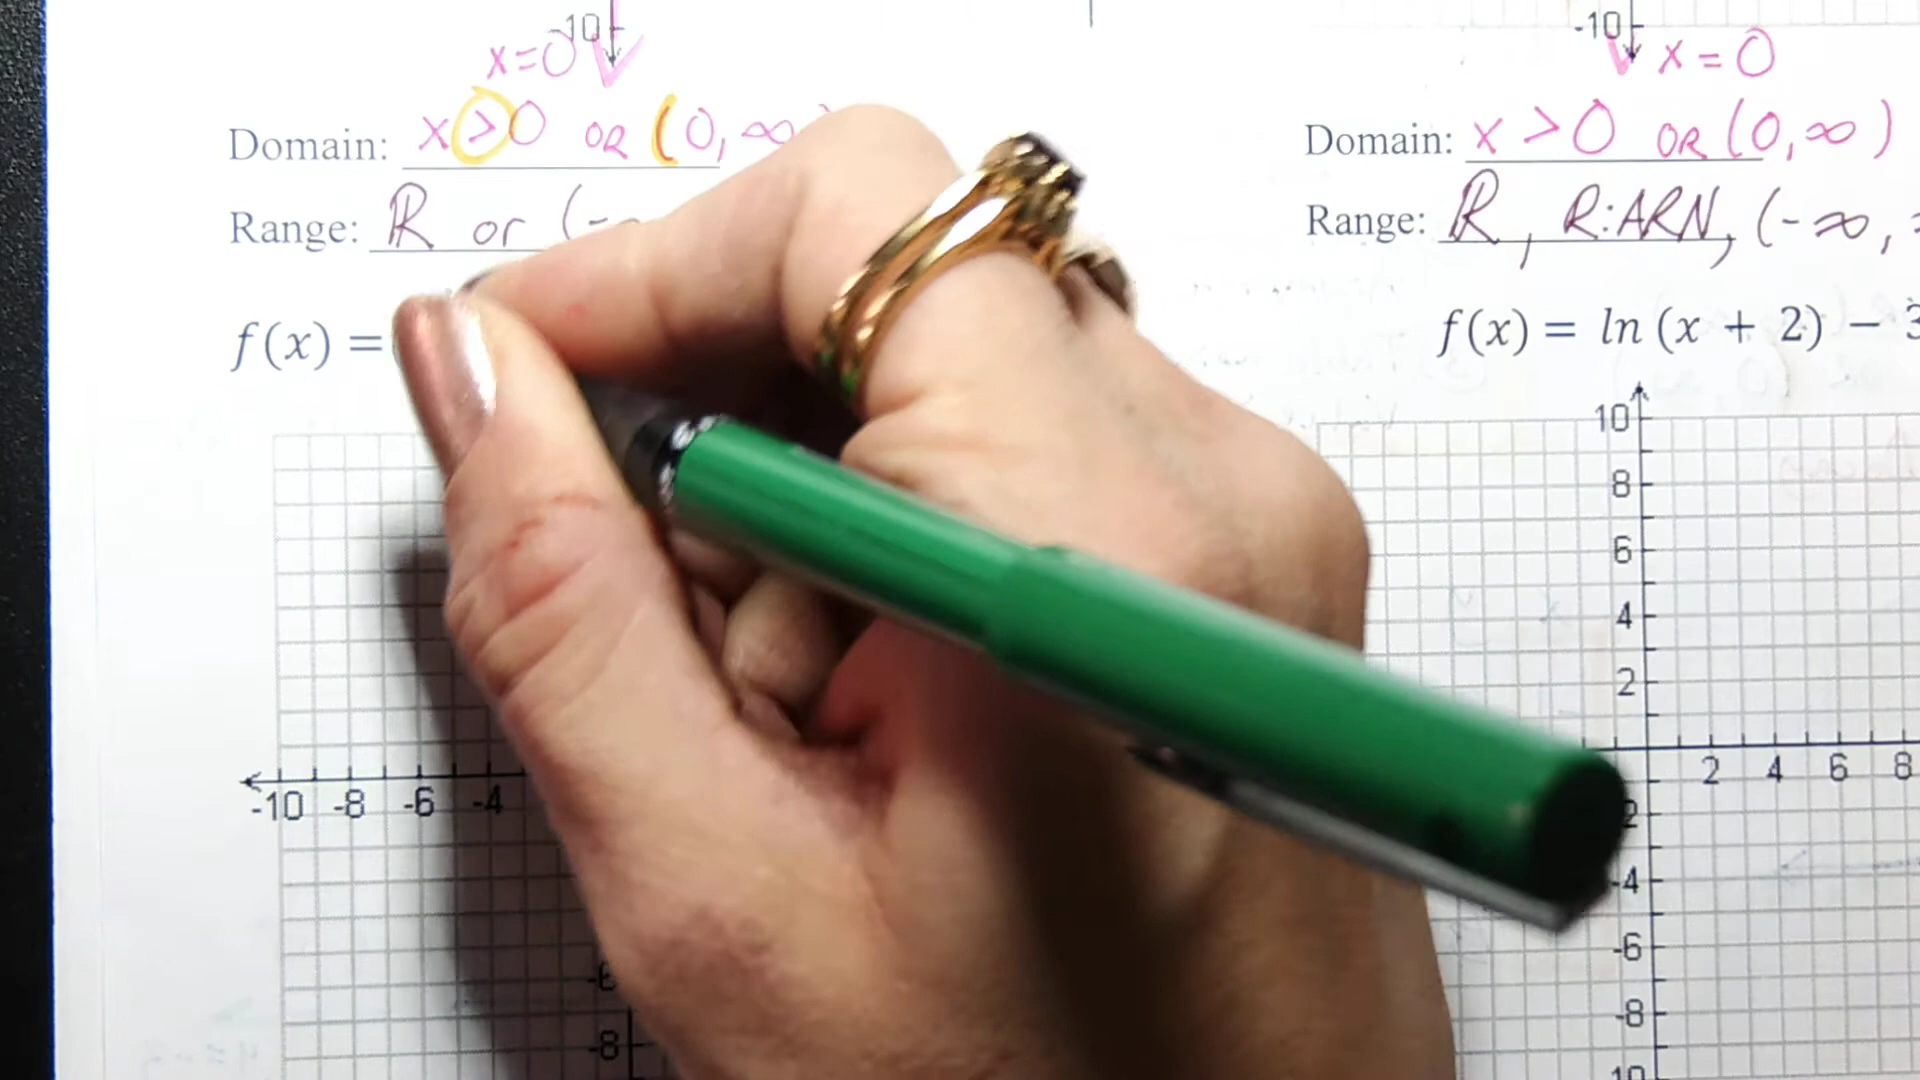 -10
x=0
Domain: x>0 OR (0, ∞
Range: ℝ or (-
f(x) =
-10 -8 -6 -4
-8
-10
x = 0
Domain: x > 0 OR (0, ∞)
Range: ℝ, R:ARN, (-∞,
f(x) = ln (x + 2) − 3
10
8
6
4
2
2 4 6 8
-4
-6
-8
10